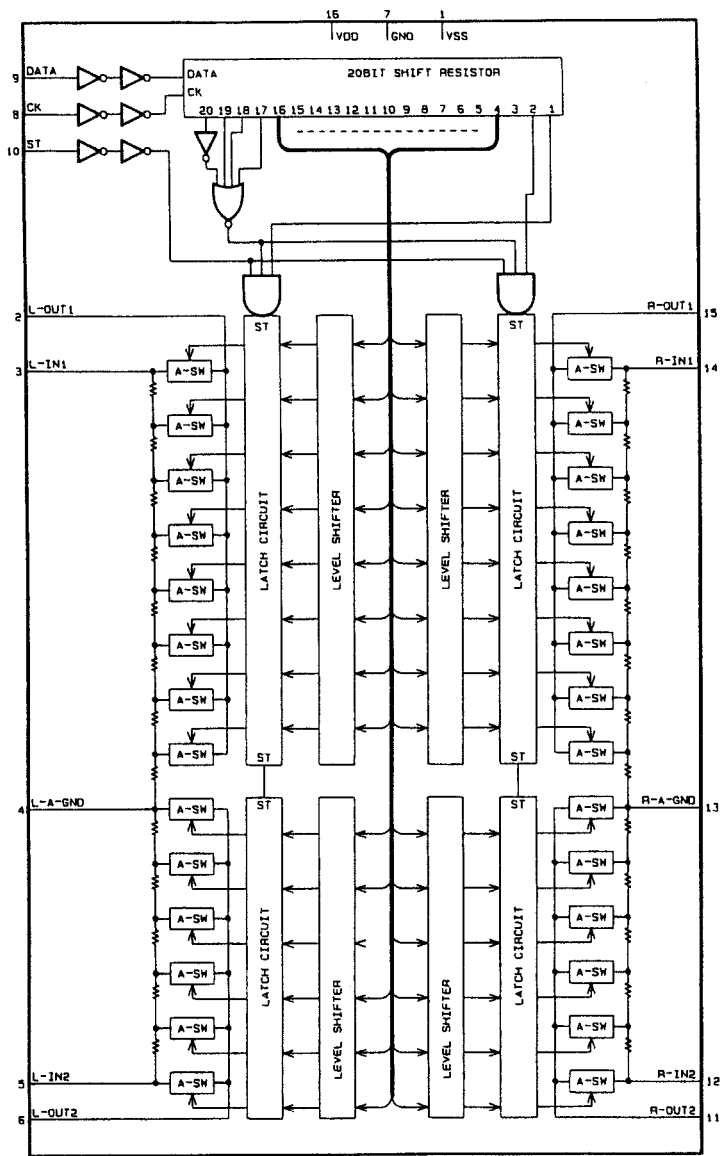 16 7 1
VDD GND VSS
9 DATA
DATA 20BIT SHIFT RESISTOR
CK
8 CK
20 19 18 17 16 15 14 13 12 11 10 9 8 7 6 5 4 3 2 1
10 ST
2 L-OUT1
ST
ST
R-OUT1 15
3 L-IN1
R-IN1 14
A-SW
A-SW
A-SW
A-SW
A-SW
A-SW
A-SW
A-SW
LATCH CIRCUIT
LEVEL SHIFTER
LEVEL SHIFTER
LATCH CIRCUIT
A-SW
A-SW
A-SW
A-SW
A-SW
A-SW
A-SW
A-SW
ST
ST
4 L-A-GND
ST
ST
R-A-GND 13
A-SW
A-SW
A-SW
A-SW
A-SW
A-SW
LATCH CIRCUIT
LEVEL SHIFTER
LEVEL SHIFTER
LATCH CIRCUIT
A-SW
A-SW
A-SW
A-SW
A-SW
A-SW
5 L-IN2
R-IN2 12
6 L-OUT2
R-OUT2 11